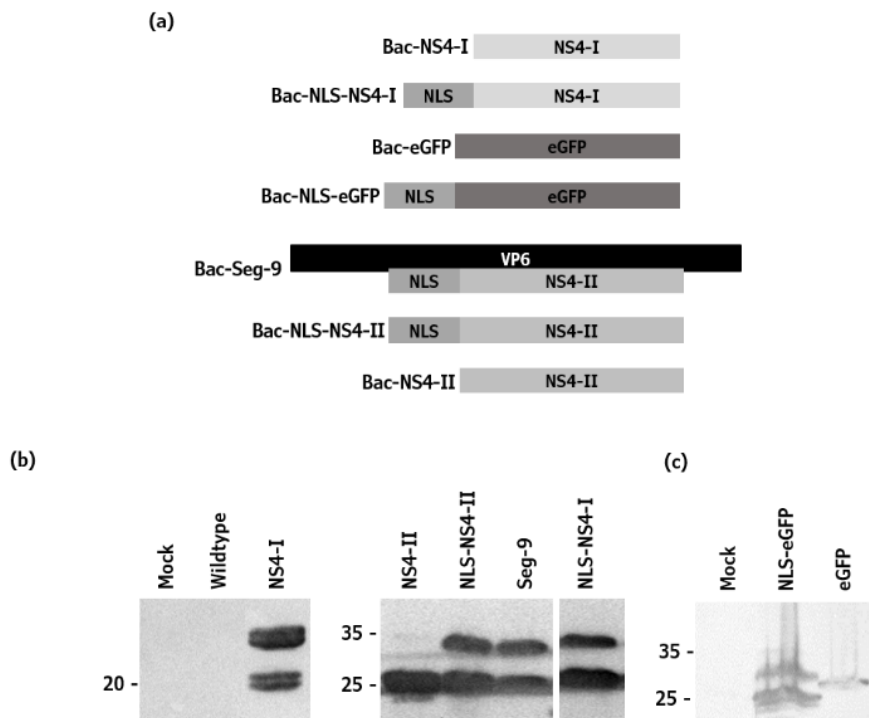 (a)
Bac-NS4-I NS4-I
Bac-NLS-NS4-I NLS NS4-I
Bac-eGFP eGFP
Bac-NLS-eGFP NLS eGFP
VP6
Bac-Seg-9
NLS NS4-II
Bac-NLS-NS4-II NLS NS4-II
Bac-NS4-II NS4-II
(b)
Mock
Wildtype
NS4-I
20 -
NS4-II
NLS-NS4-II
Seg-9
NLS-NS4-I
35 -
25 -
(c)
Mock
NLS-eGFP
eGFP
35 -
25 -